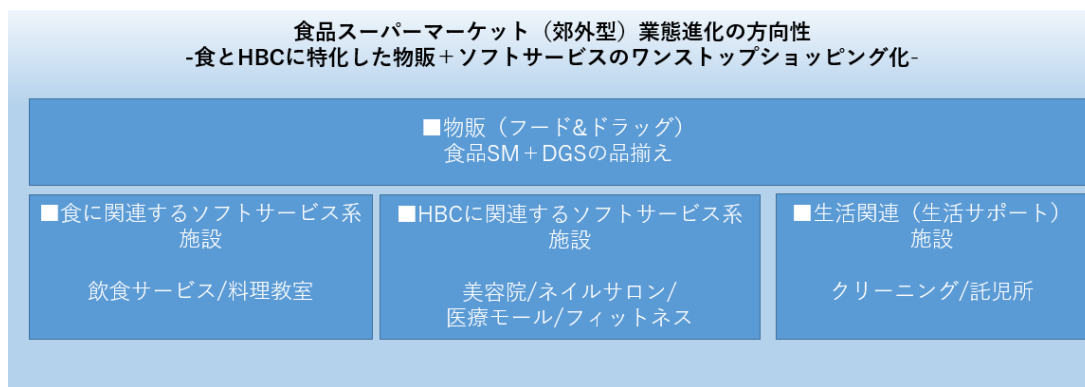 食品スーパーマーケット（郊外型）業態進化の方向性
-食とHBCに特化した物販＋ソフトサービスのワンストップショッピング化-
■物販（フード&ドラッグ）
食品SM＋DGSの品揃え
■食に関連するソフトサービス系
施設
飲食サービス/料理教室
■HBCに関連するソフトサービス系
施設
美容院/ネイルサロン/
医療モール/フィットネス
■生活関連（生活サポート）
施設
クリーニング/託児所